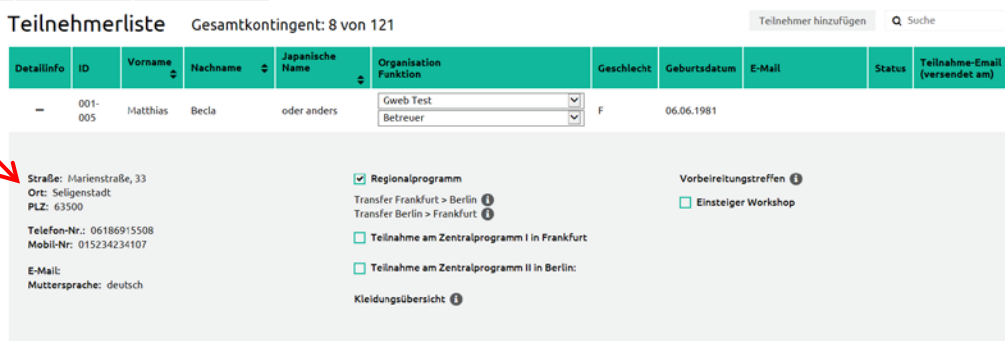 Teilnehmerliste Gesamtkontingent: 8 von 121
Teilnehmer hinzufügen Suche
Detailinfo ID Vorname Nachname Japanische Name Organisation Funktion Geschlecht Geburtsdatum E-Mail Status Teilnahme-Email (versendet am)
001-005 Matthias Becla oder anders Gweb Test F 06.06.1981
Betreuer
Straße: Marienstraße, 33
Ort: Seligenstadt
PLZ: 63500
Telefon-Nr.: 06186915508
Mobil-Nr: 015234234107
E-Mail:
Muttersprache: deutsch
Regionalprogramm
Transfer Frankfurt > Berlin
Transfer Berlin > Frankfurt
Teilnahme am Zentralprogramm I in Frankfurt
Teilnahme am Zentralprogramm II in Berlin:
Kleidungsübersicht
Vorbeireitungstreffen
Einsteiger Workshop